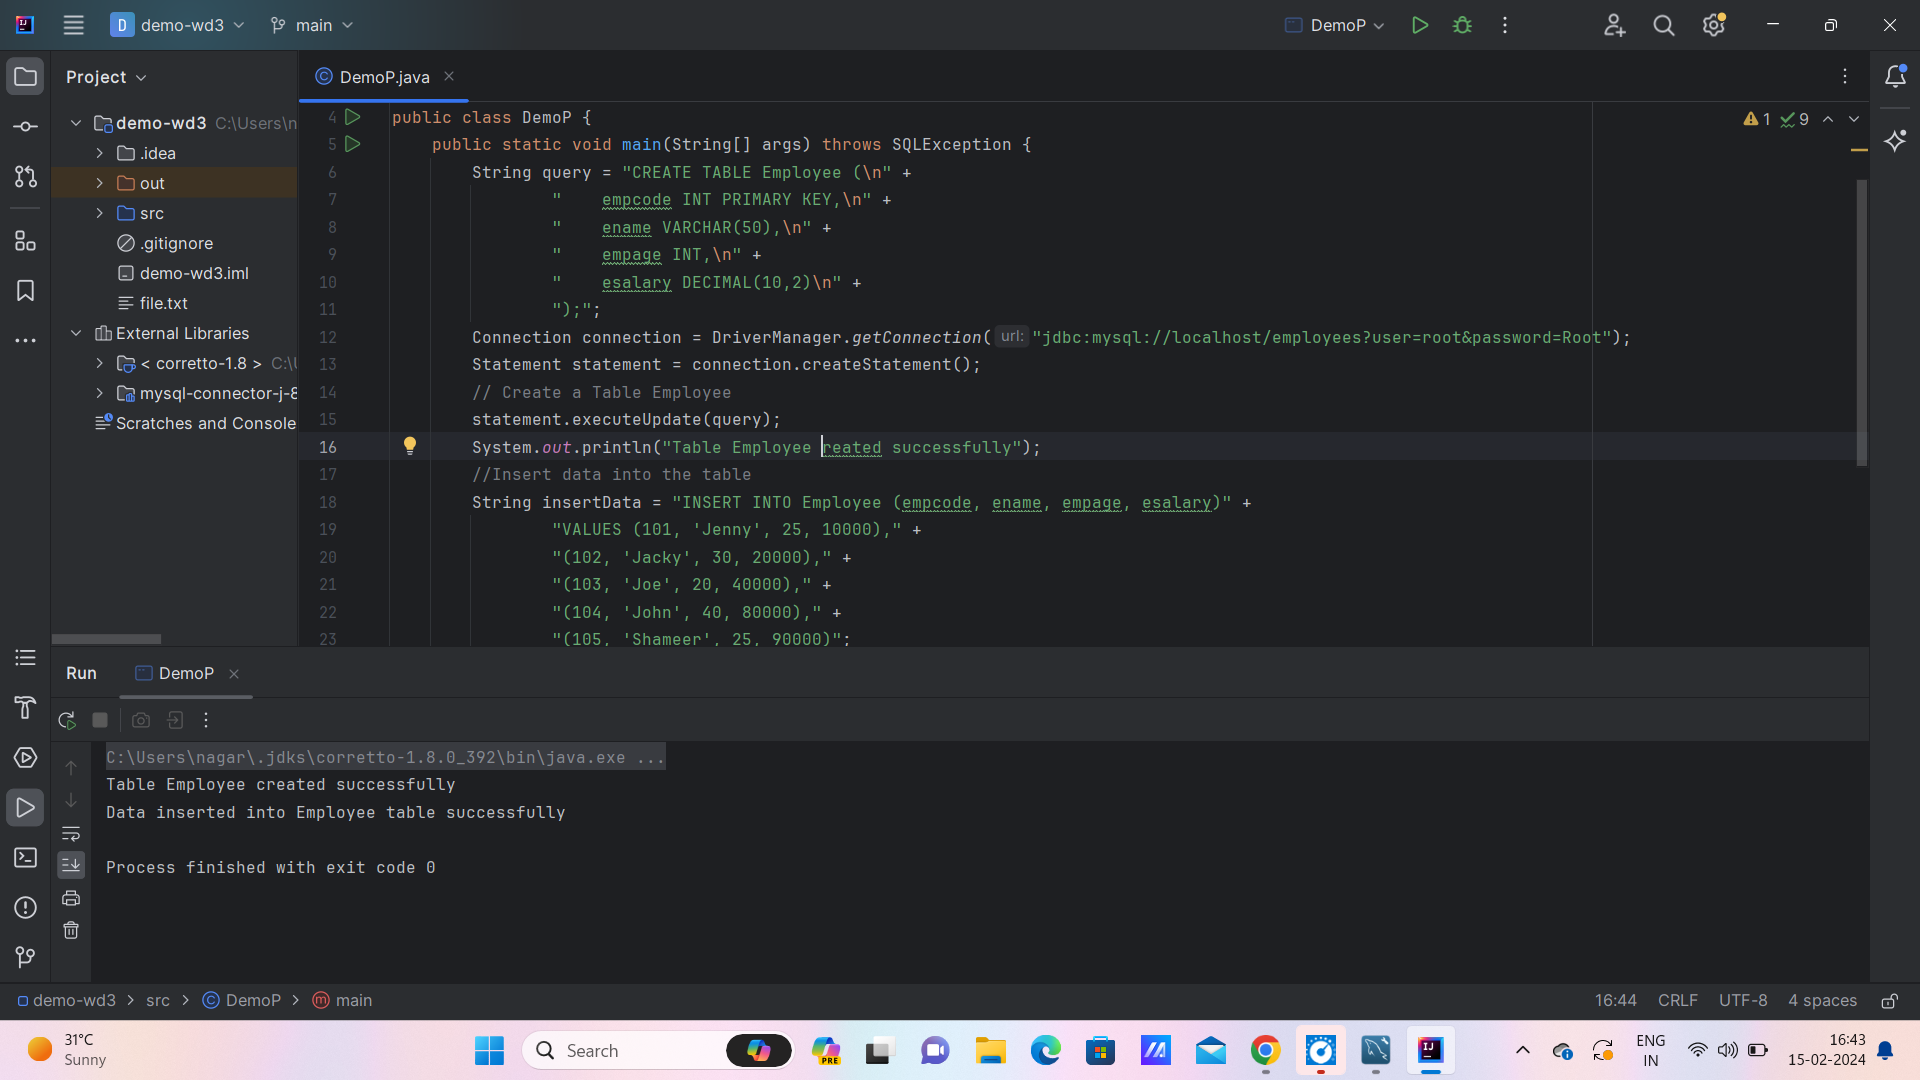 D demo-wd3 main DemoP
Project
DemoP.java
1 9
demo-wd3 C:\Users\n
.idea
out
src
.gitignore
demo-wd3.iml
file.txt
External Libraries
< corretto-1.8 > C:\U
mysql-connector-j-8
Scratches and Console
4 public class DemoP {
5 public static void main(String[] args) throws SQLException {
6 String query = "CREATE TABLE Employee (\n" +
7 "    empcode INT PRIMARY KEY,\n" +
8 "    ename VARCHAR(50),\n" +
9 "    empage INT,\n" +
10 "    esalary DECIMAL(10,2)\n" +
11 ");";
12 Connection connection = DriverManager.getConnection( url: "jdbc:mysql://localhost/employees?user=root&password=Root");
13 Statement statement = connection.createStatement();
14 // Create a Table Employee
15 statement.executeUpdate(query);
16 System.out.println("Table Employee reated successfully");
17 //Insert data into the table
18 String insertData = "INSERT INTO Employee (empcode, ename, empage, esalary)" +
19 "VALUES (101, 'Jenny', 25, 10000)," +
20 "(102, 'Jacky', 30, 20000)," +
21 "(103, 'Joe', 20, 40000)," +
22 "(104, 'John', 40, 80000)," +
23 "(105, 'Shameer', 25, 90000)";
Run DemoP
C:\Users\nagar\.jdks\corretto-1.8.0_392\bin\java.exe ...
Table Employee created successfully
Data inserted into Employee table successfully
Process finished with exit code 0
demo-wd3 > src > DemoP > main 16:44 CRLF UTF-8 4 spaces
31°C
Sunny
Search
PRE
ENG
IN
16:43
15-02-2024